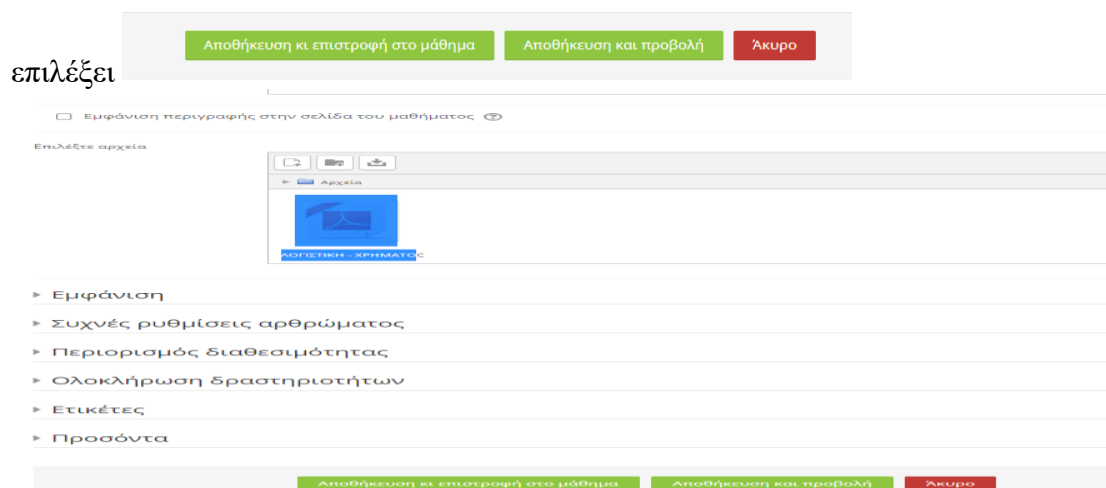 Αποθήκευση κι επιστροφή στο μάθημα Αποθήκευση και προβολή Άκυρο
επιλέξει
Εμφάνιση περιγραφής στην σελίδα του μαθήματος
Επιλέξτε αρχεία
Αρχεία
ΛΟΓΙΣΤΙΚΗ - ΧΡΗΜΑΤΟΣ
Εμφάνιση
Συχνές ρυθμίσεις αρθρώματος
Περιορισμός διαθεσιμότητας
Ολοκλήρωση δραστηριοτήτων
Ετικέτες
Προσόντα
Αποθήκευση κι επιστροφή στο μάθημα Αποθήκευση και προβολή Άκυρο